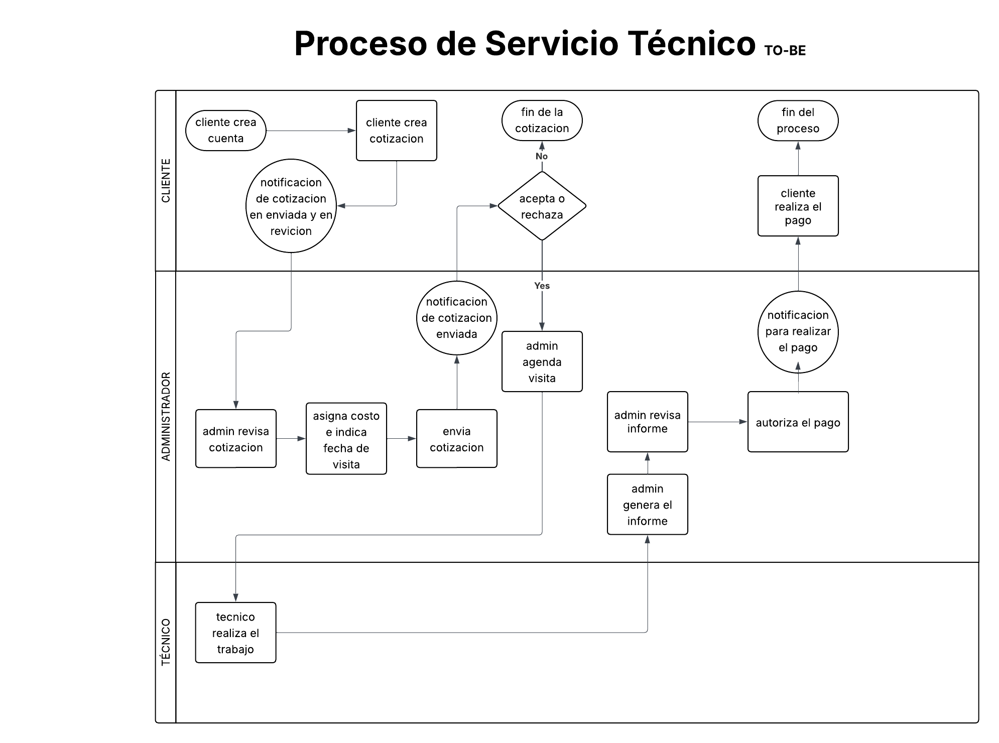 Proceso de Servicio Técnico TO-BE
CLIENTE
cliente crea
cuenta
cliente crea
cotizacion
notificacion
de cotizacion
en enviada y en
revicion
fin de la
cotizacion
No
acepta o
rechaza
Yes
fin del
proceso
cliente
realiza el
pago
ADMINISTRADOR
admin revisa
cotizacion
asigna costo
e indica
fecha de
visita
envia
cotizacion
notificacion
de cotizacion
enviada
admin
agenda
visita
admin revisa
informe
admin
genera el
informe
autoriza el pago
notificacion
para realizar
el pago
TÉCNICO
tecnico
realiza el
trabajo